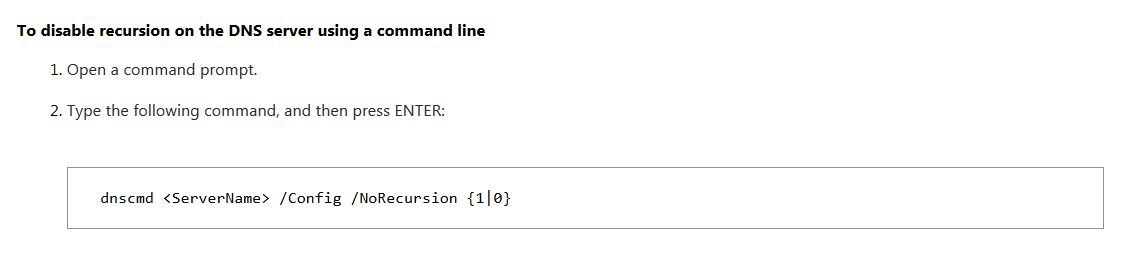 To disable recursion on the DNS server using a command line
1. Open a command prompt.
2. Type the following command, and then press ENTER:
dnscmd <ServerName> /Config /NoRecursion {1|0}